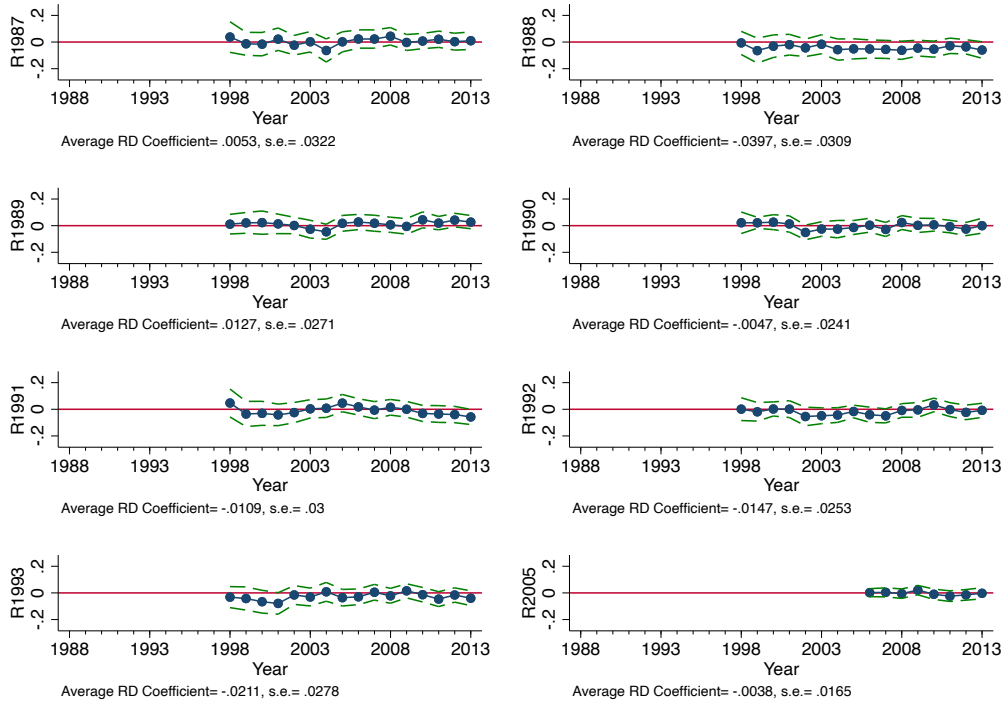 R1987
.2
0
-.2
1988 1993 1998 2003 2008 2013
Year
Average RD Coefficient= .0053, s.e.= .0322
R1988
.2
0
-.2
1988 1993 1998 2003 2008 2013
Year
Average RD Coefficient= -.0397, s.e.= .0309
R1989
.2
0
-.2
1988 1993 1998 2003 2008 2013
Year
Average RD Coefficient= .0127, s.e.= .0271
R1990
.2
0
-.2
1988 1993 1998 2003 2008 2013
Year
Average RD Coefficient= -.0047, s.e.= .0241
R1991
.2
0
-.2
1988 1993 1998 2003 2008 2013
Year
Average RD Coefficient= -.0109, s.e.= .03
R1992
.2
0
-.2
1988 1993 1998 2003 2008 2013
Year
Average RD Coefficient= -.0147, s.e.= .0253
R1993
.2
0
-.2
1988 1993 1998 2003 2008 2013
Year
Average RD Coefficient= -.0211, s.e.= .0278
R2005
.2
0
-.2
1988 1993 1998 2003 2008 2013
Year
Average RD Coefficient= -.0038, s.e.= .0165